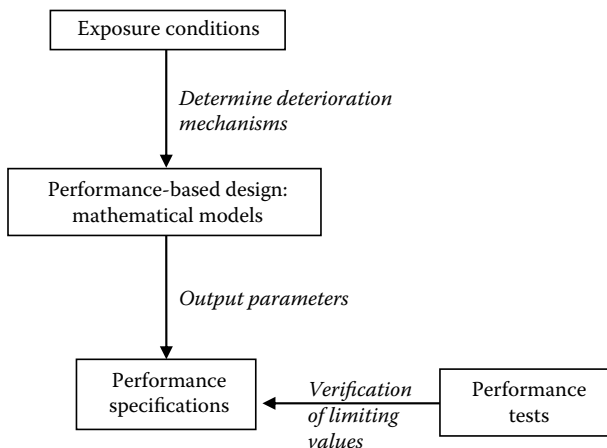 Exposure conditions
Determine deterioration
mechanisms
Performance-based design:
mathematical models
Output parameters
Performance
specifications
Verification
of limiting
values
Performance
tests